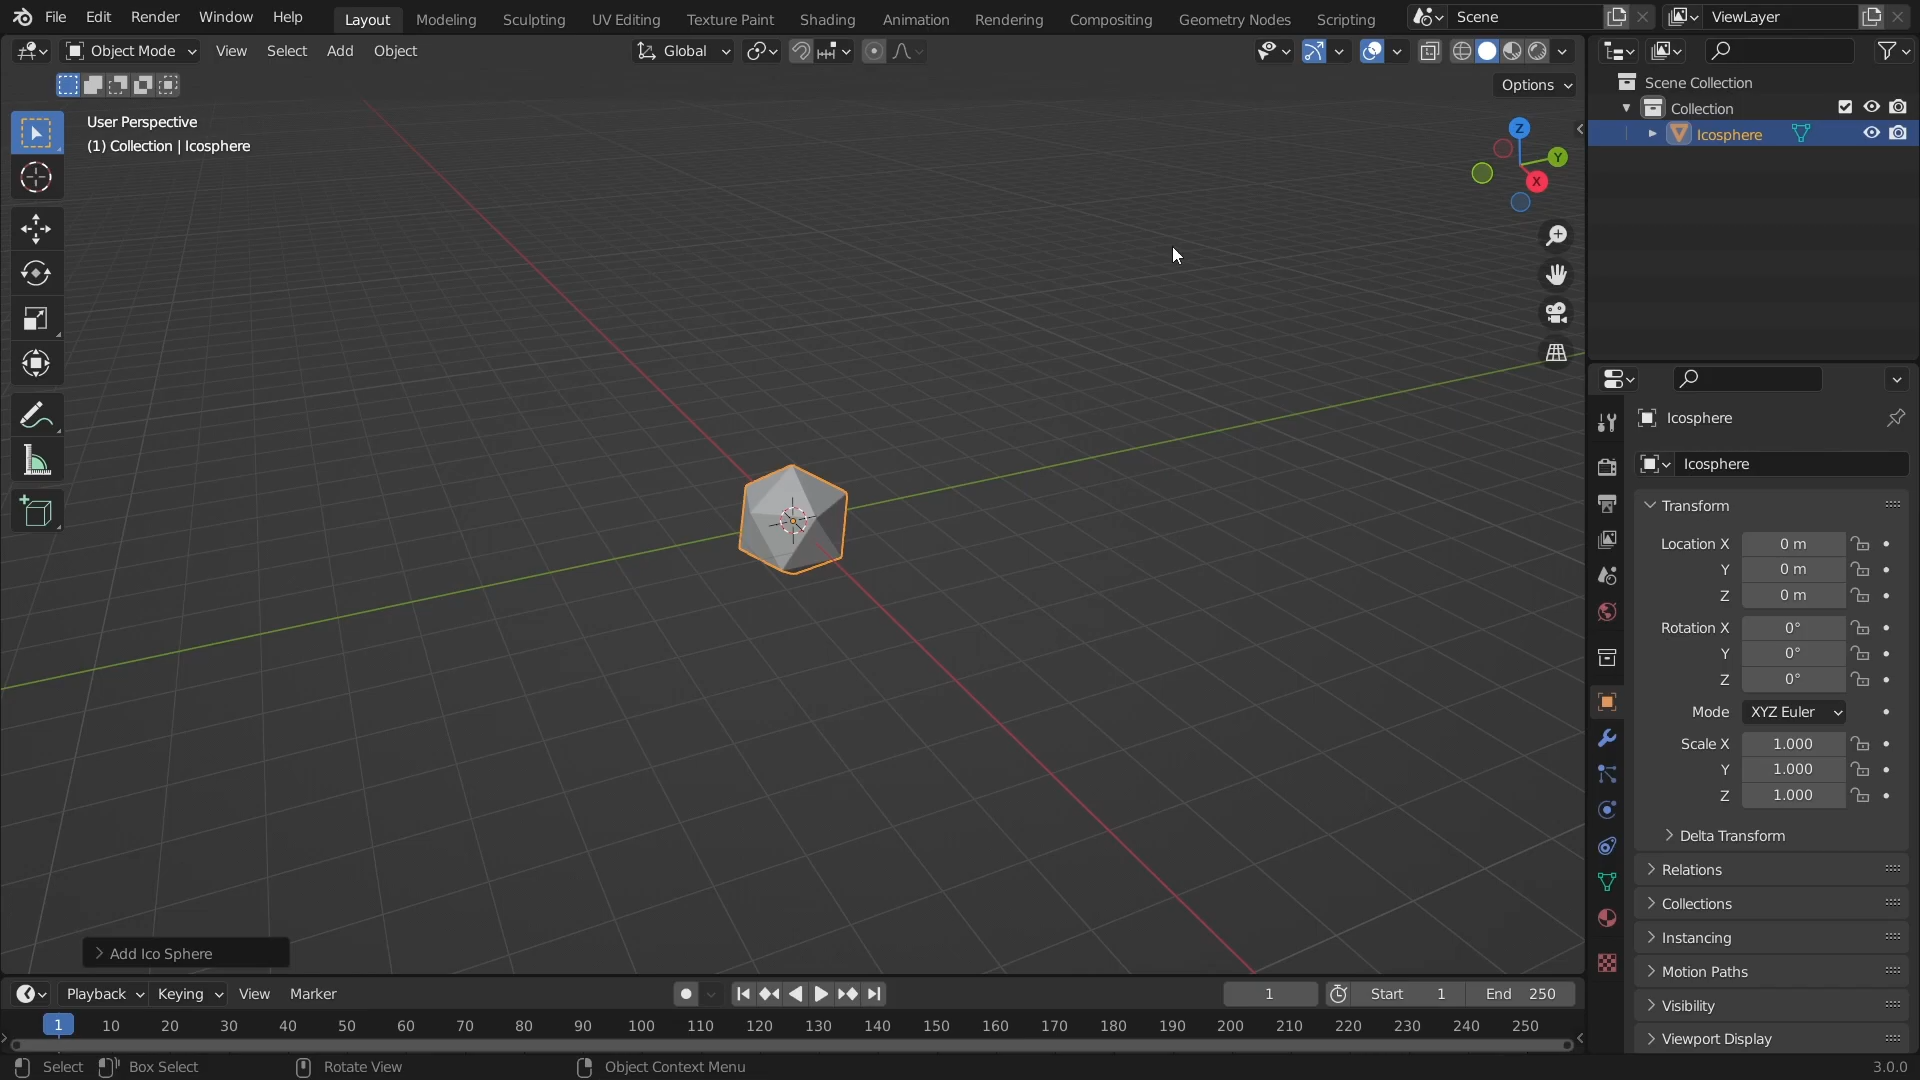 File Edit Render Window Help Layout Modeling Sculpting UV Editing Texture Paint Shading Animation Rendering Compositing Geometry Nodes Scripting Scene ViewLayer
Object Mode View Select Add Object Global
Options
User Perspective
(1) Collection | Icosphere
Z
Y
X
Scene Collection
Collection
Icosphere
Icosphere
Icosphere
Transform
Location X 0 m
Y 0 m
Z 0 m
Rotation X 0°
Y 0°
Z 0°
Mode XYZ Euler
Scale X 1.000
Y 1.000
Z 1.000
Delta Transform
Relations
Collections
Instancing
Motion Paths
Visibility
Viewport Display
Add Ico Sphere
Playback Keying View Marker 1 Start 1 End 250
1 10 20 30 40 50 60 70 80 90 100 110 120 130 140 150 160 170 180 190 200 210 220 230 240 250
Select Box Select Rotate View Object Context Menu 3.0.0